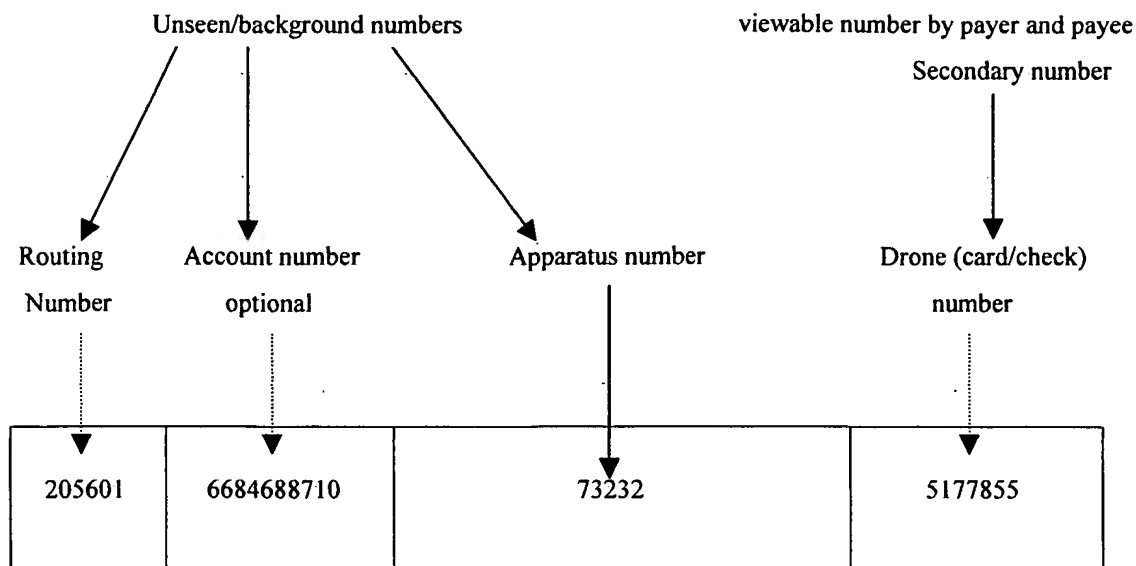 Unseen/background numbers
viewable number by payer and payee
Secondary number
Routing
Number
Account number
optional
Apparatus number
Drone (card/check)
number
205601
6684688710
73232
5177855